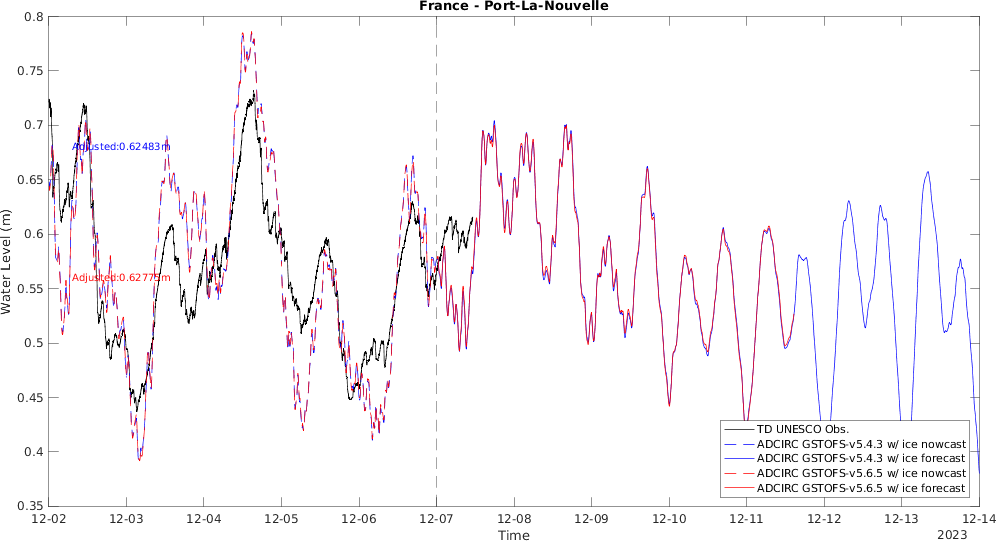 France - Port-La-Nouvelle
Water Level (m)
0.8
0.75
0.7
0.65
0.6
0.55
0.5
0.45
0.4
0.35
Adjusted:0.62483m
Adjusted:0.62775m
TD UNESCO Obs.
ADCIRC GSTOFS-v5.4.3 w/ ice nowcast
ADCIRC GSTOFS-v5.4.3 w/ ice forecast
ADCIRC GSTOFS-v5.6.5 w/ ice nowcast
ADCIRC GSTOFS-v5.6.5 w/ ice forecast
12-02 12-03 12-04 12-05 12-06 12-07 12-08 12-09 12-10 12-11 12-12 12-13 12-14
Time
2023